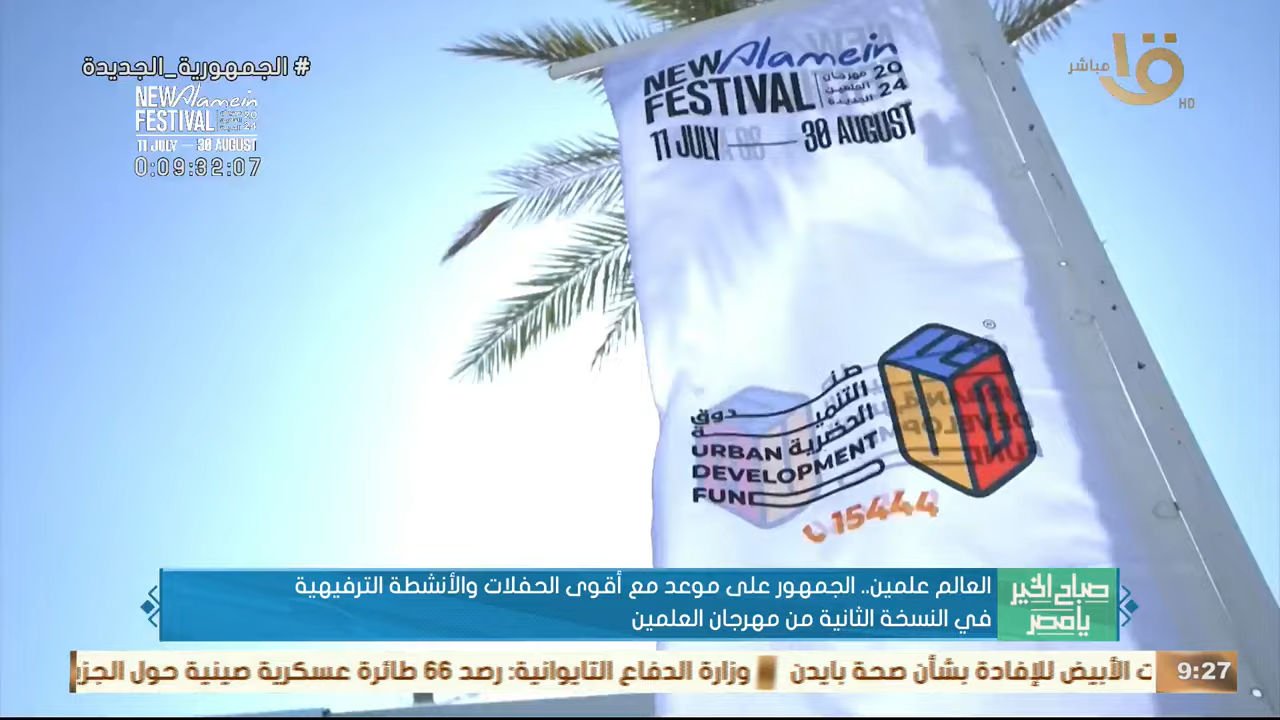 #الجمهورية_الجديدة
NEW Alamein
FESTIVAL
11 JULY — 30 AUGUST
0:09:32:07
مباشر
HD
NEW Alamein
FESTIVAL
مهرجان
العلمين
الجديدة
20
24
11 JULY — 30 AUGUST
صندوق
التنمية
الحضرية
URBAN
DEVELOPMENT
FUND
®
15444
صباح الخير
يا مصر
العالم علمين.. الجمهور على موعد مع أقوى الحفلات والأنشطة الترفيهية
في النسخة الثانية من مهرجان العلمين
9:27
ت الأبيض للإفادة بشأن صحة بايدن وزارة الدفاع التايوانية: رصد 66 طائرة عسكرية صينية حول الجزي